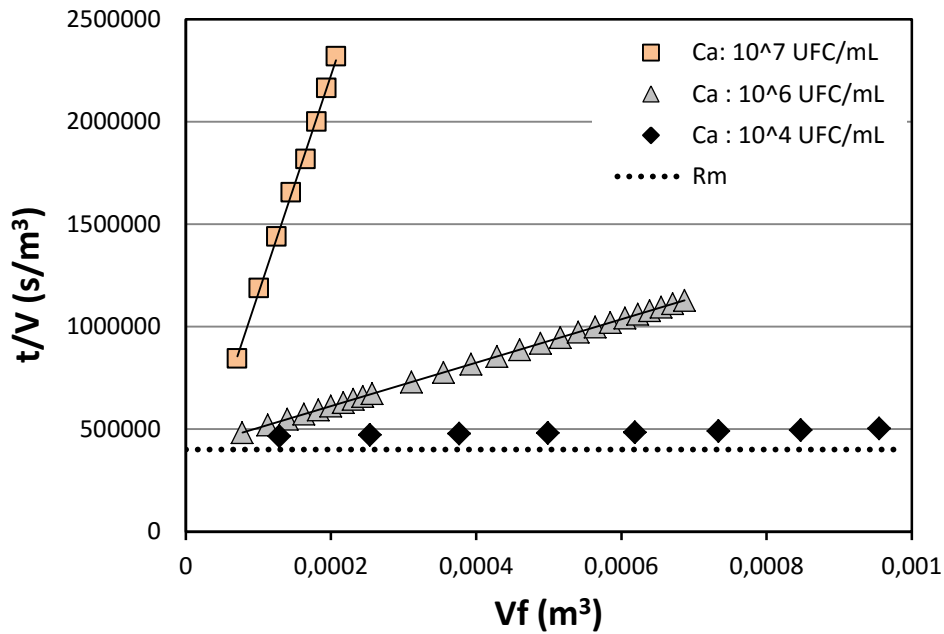 2500000
2000000
1500000
1000000
500000
0
t/V (s/m³)
Ca: 10^7 UFC/mL
Ca : 10^6 UFC/mL
Ca : 10^4 UFC/mL
Rm
0 0,0002 0,0004 0,0006 0,0008 0,001
Vf (m³)